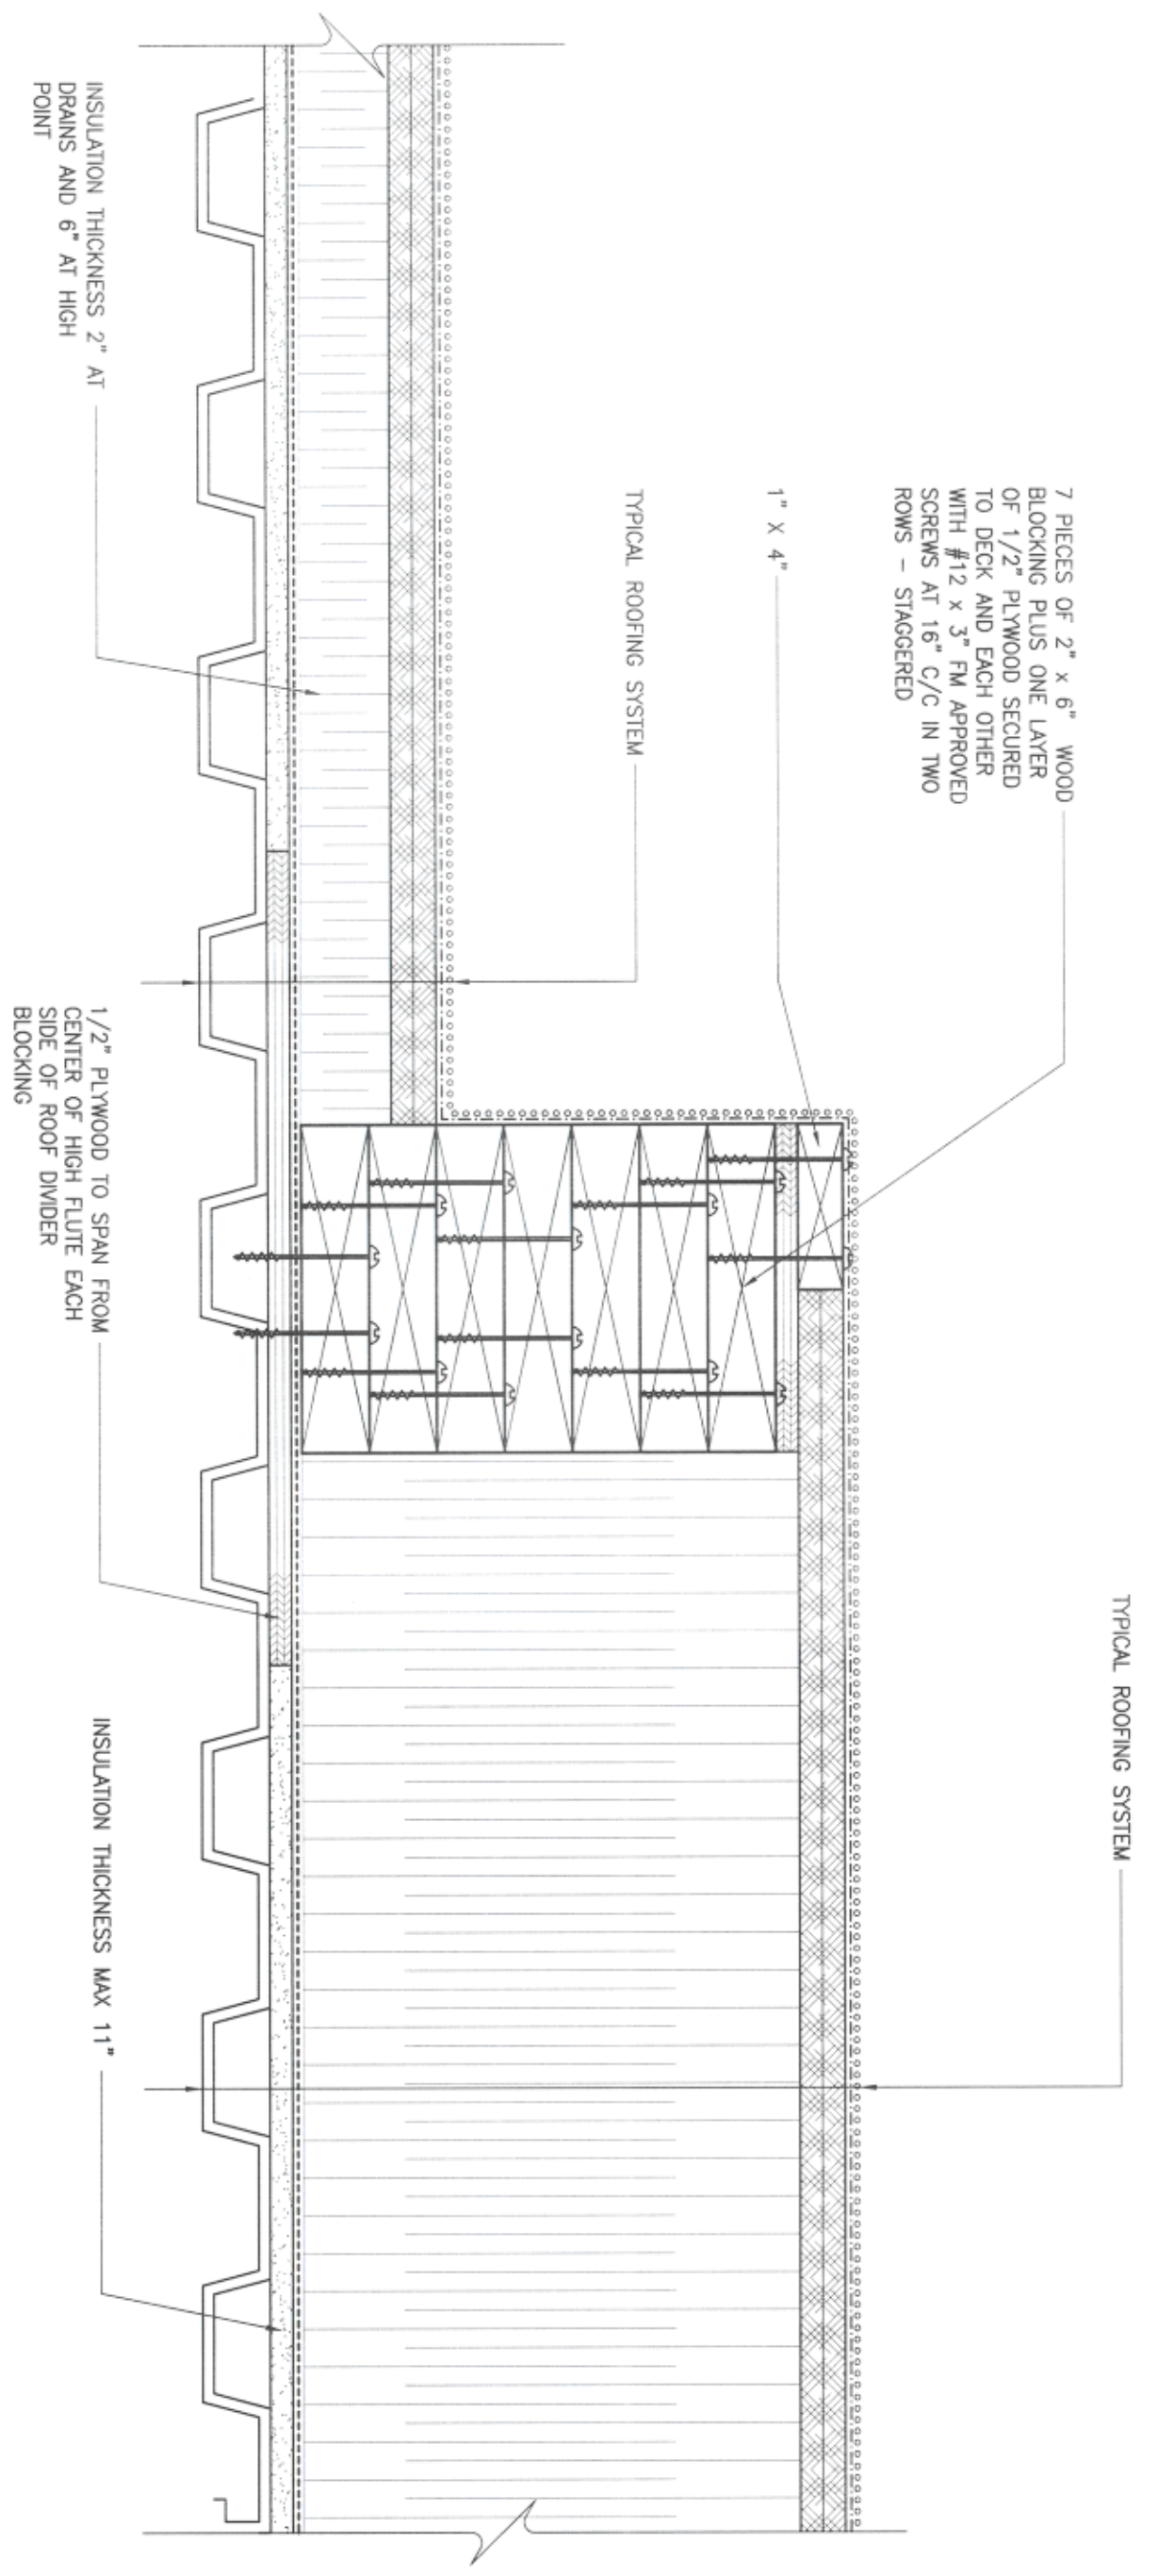 7 PIECES OF 2" x 6" WOOD
BLOCKING PLUS ONE LAYER
OF 1/2" PLYWOOD SECURED
TO DECK AND EACH OTHER
WITH #12 x 3" FM APPROVED
SCREWS AT 16" C/C IN TWO
ROWS - STAGGERED
1" X 4"
TYPICAL ROOFING SYSTEM
TYPICAL ROOFING SYSTEM
INSULATION THICKNESS 2" AT
DRAINS AND 6" AT HIGH
POINT
1/2" PLYWOOD TO SPAN FROM
CENTER OF HIGH FLUTE EACH
SIDE OF ROOF DIVIDER
BLOCKING
INSULATION THICKNESS MAX 11"